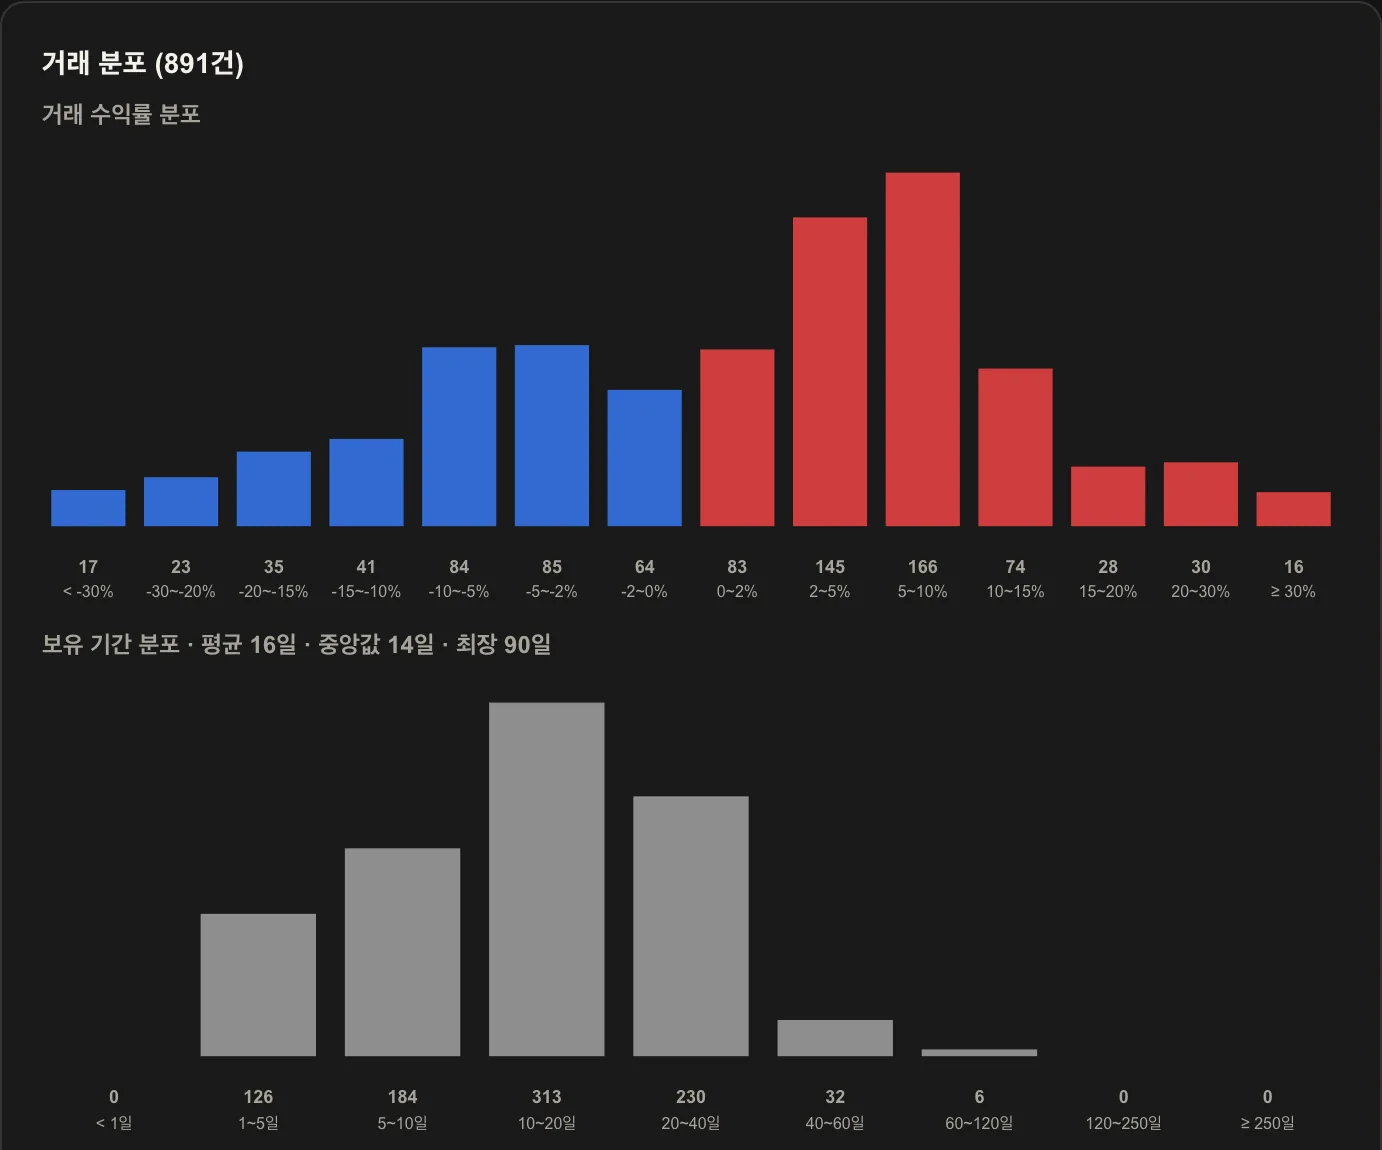 거래 분포 (891건)
거래 수익률 분포
17 23 35 41 84 85 64 83 145 166 74 28 30 16
< -30% -30~-20% -20~-15% -15~-10% -10~-5% -5~-2% -2~0% 0~2% 2~5% 5~10% 10~15% 15~20% 20~30% ≥ 30%
보유 기간 분포 · 평균 16일 · 중앙값 14일 · 최장 90일
0 126 184 313 230 32 6 0 0
< 1일 1~5일 5~10일 10~20일 20~40일 40~60일 60~120일 120~250일 ≥ 250일